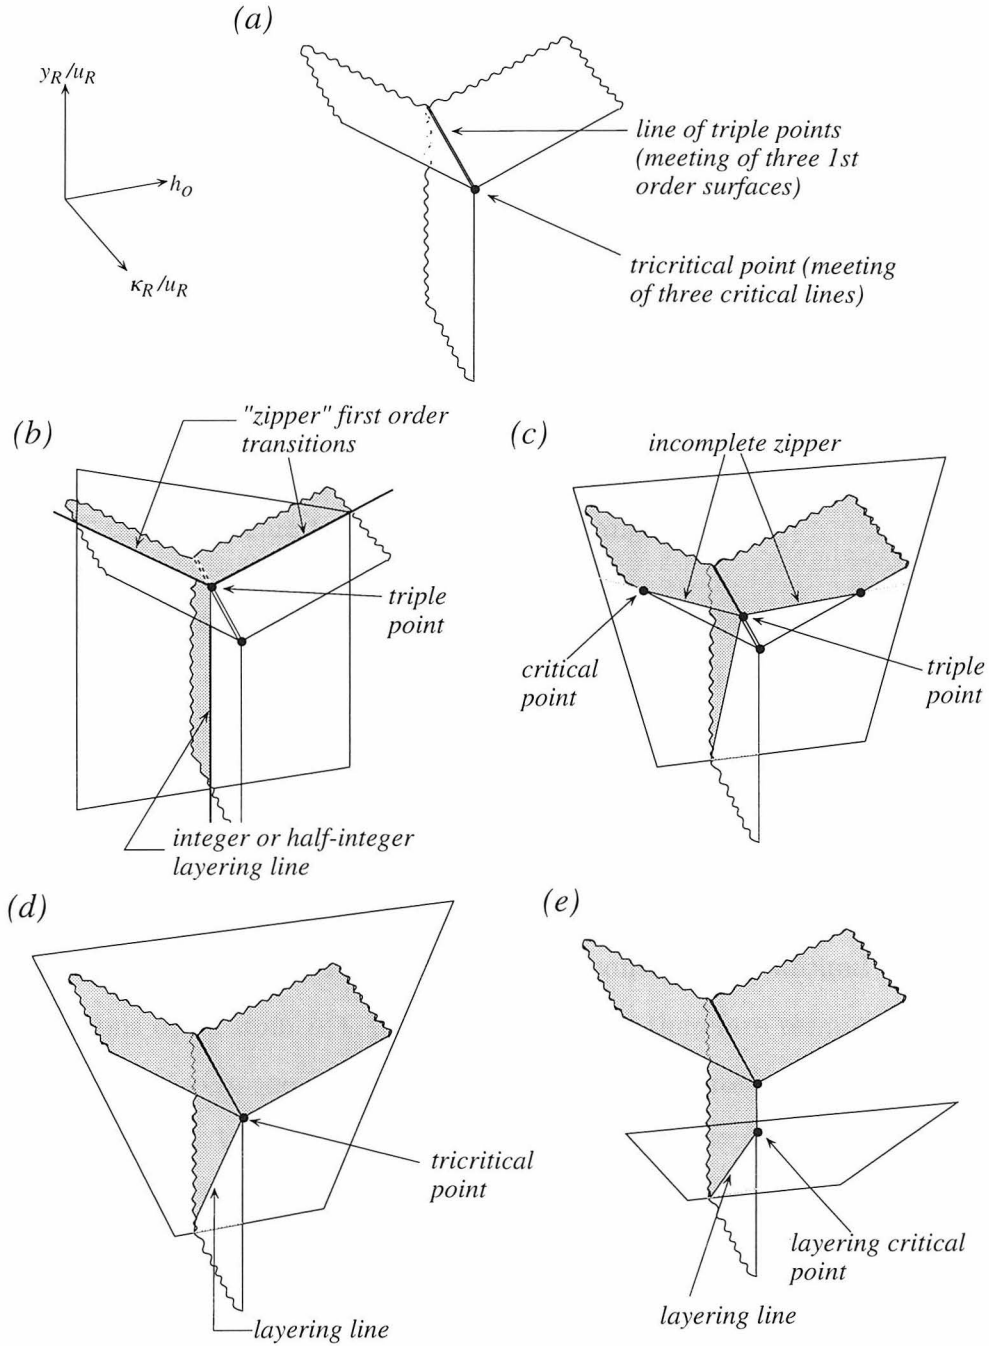 (a)
y_R/u_R
h_o
κ_R/u_R
line of triple points
(meeting of three 1st
order surfaces)
tricritical point (meeting
of three critical lines)
(b)
"zipper" first order
transitions
triple
point
integer or half-integer
layering line
(c)
incomplete zipper
critical
point
triple
point
(d)
tricritical
point
layering line
(e)
layering critical
point
layering line